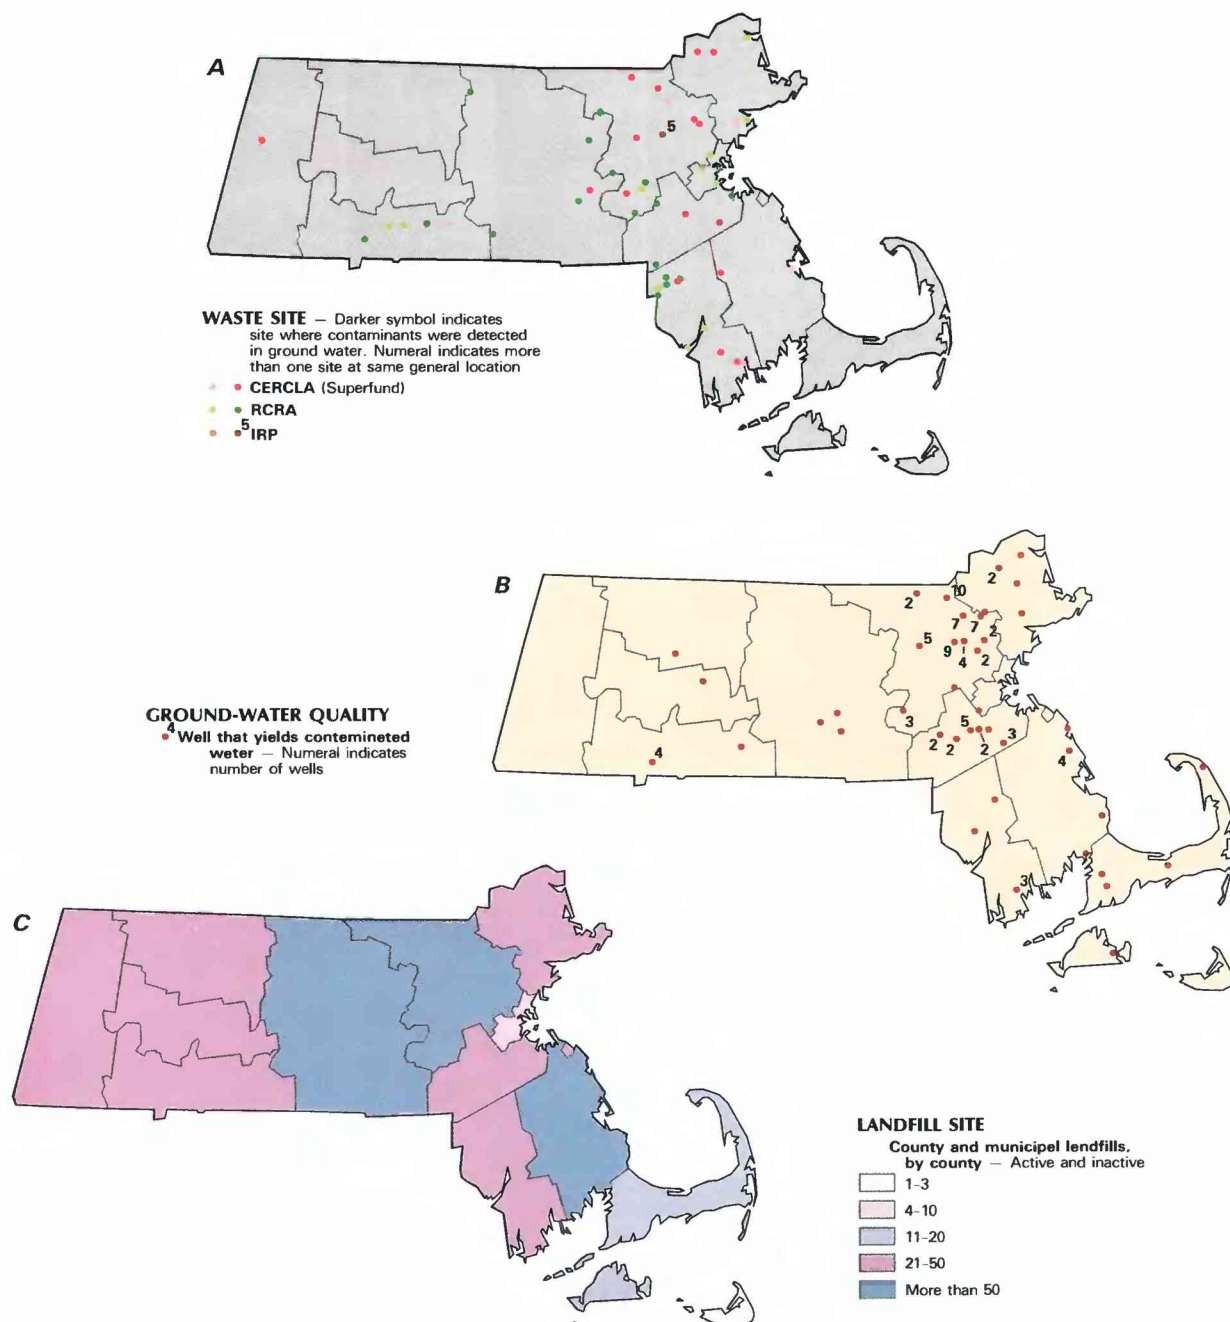 A
5
WASTE SITE — Darker symbol indicates
site where contaminants were detected
in ground water. Numeral indicates more
than one site at same general location
CERCLA (Superfund)
RCRA
5 IRP
B
2
10
2
7
7
2
5
9
4
2
3
5
3
2
2
2
4
4
3
GROUND-WATER QUALITY
4 Well that yields contamineted
water — Numeral indicates
number of wells
C
LANDFILL SITE
County and municipel lendfills,
by county — Active and inactive
1-3
4-10
11-20
21-50
More than 50